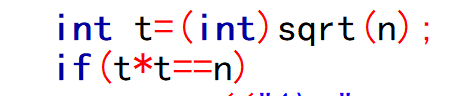 int t=(int)sqrt(n);
if(t*t==n)